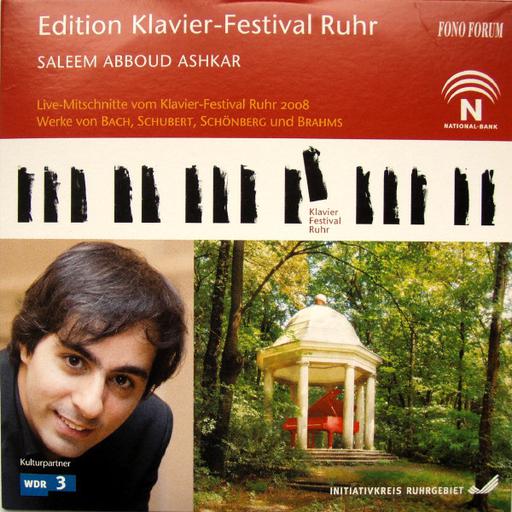 Edition Klavier-Festival Ruhr
FONO FORUM
SALEEM ABBOUD ASHKAR
Live-Mitschnitte vom Klavier-Festival Ruhr 2008
Werke von BACH, SCHUBERT, SCHÖNBERG und BRAHMS
N
NATIONAL-BANK
Klavier
Festival
Ruhr
Kulturpartner
WDR 3
INITIATIVKREIS RUHRGEBIET